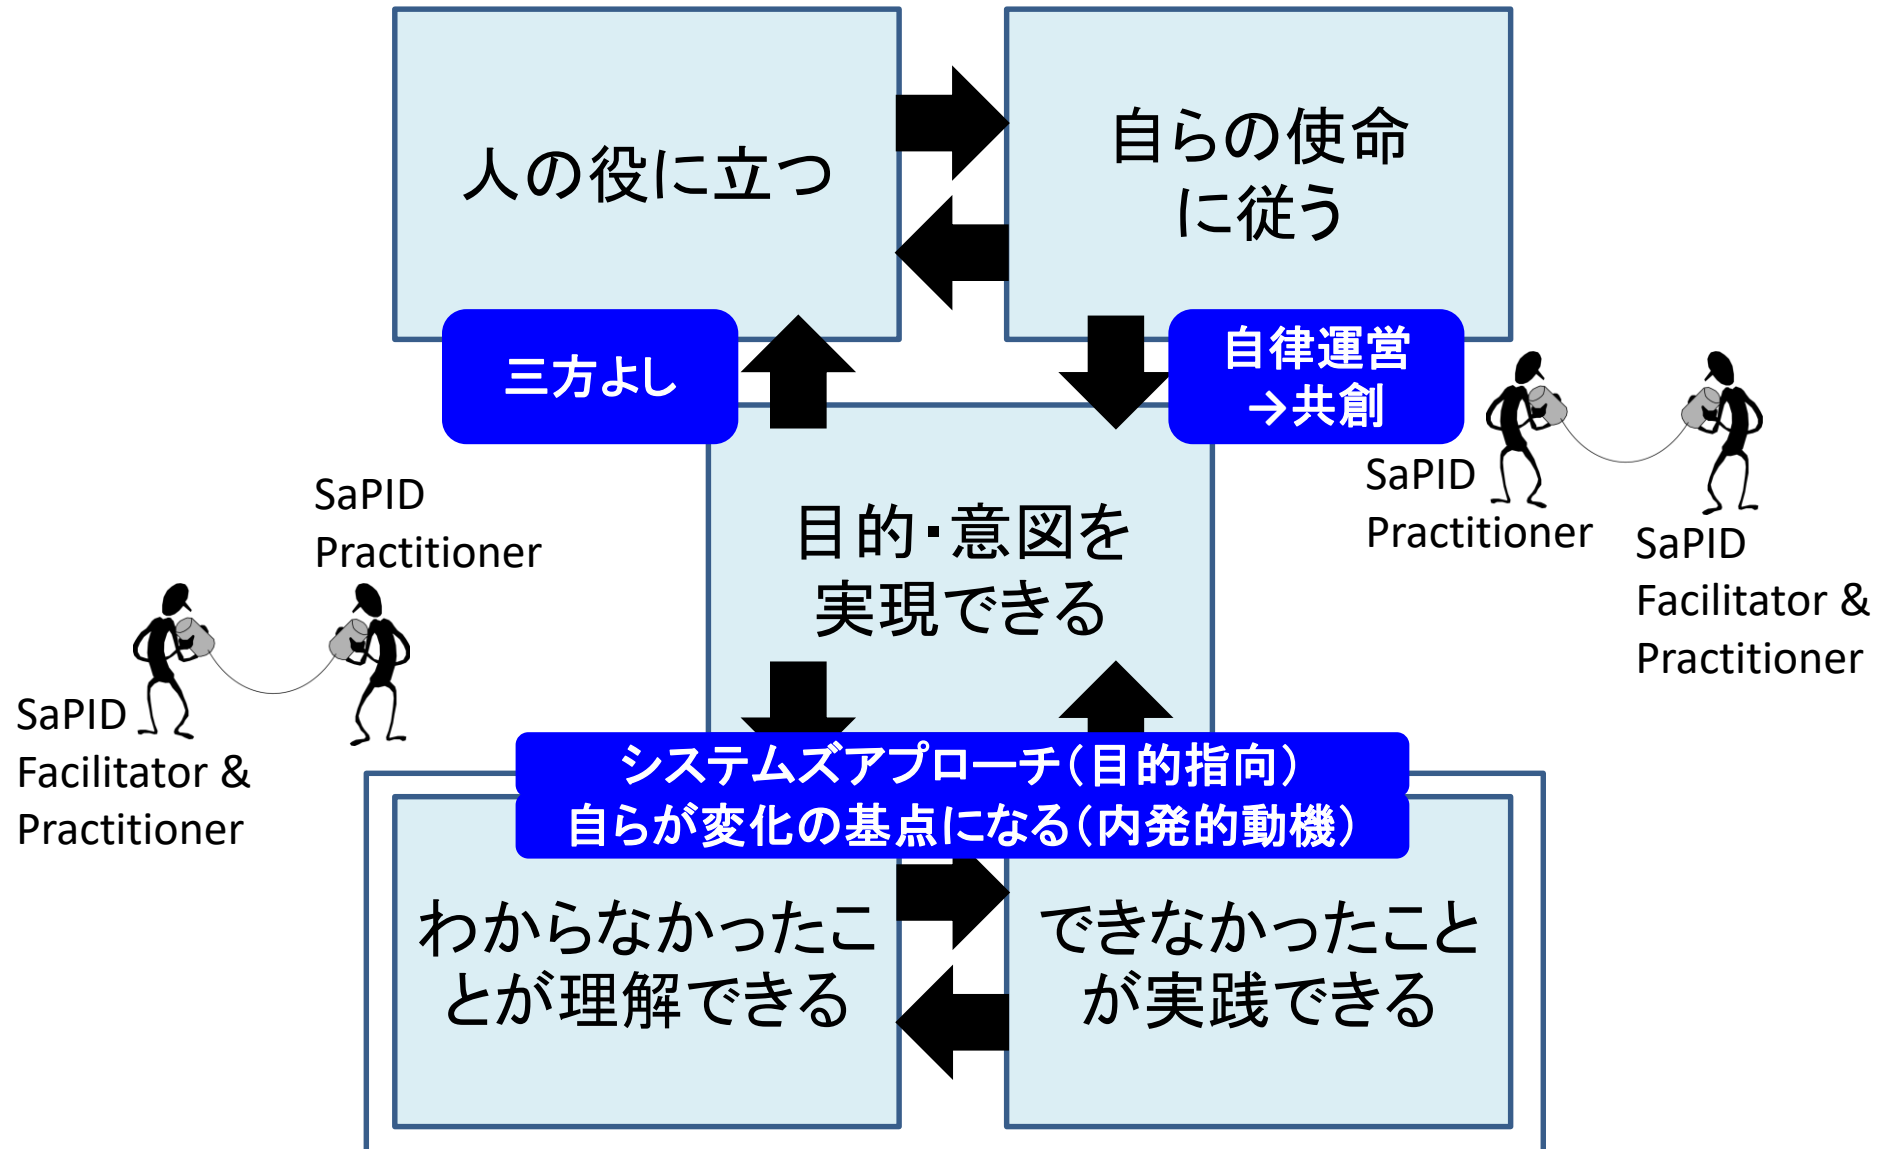 人の役に立つ
自らの使命
に従う
三方よし
自律運営
→共創
SaPID
Practitioner
SaPID
Facilitator &
Practitioner
目的・意図を
実現できる
SaPID
Practitioner
SaPID
Facilitator &
Practitioner
システムズアプローチ（目的指向）
自らが変化の基点になる（内発的動機）
わからなかったこ
とが理解できる
できなかったこと
が実践できる